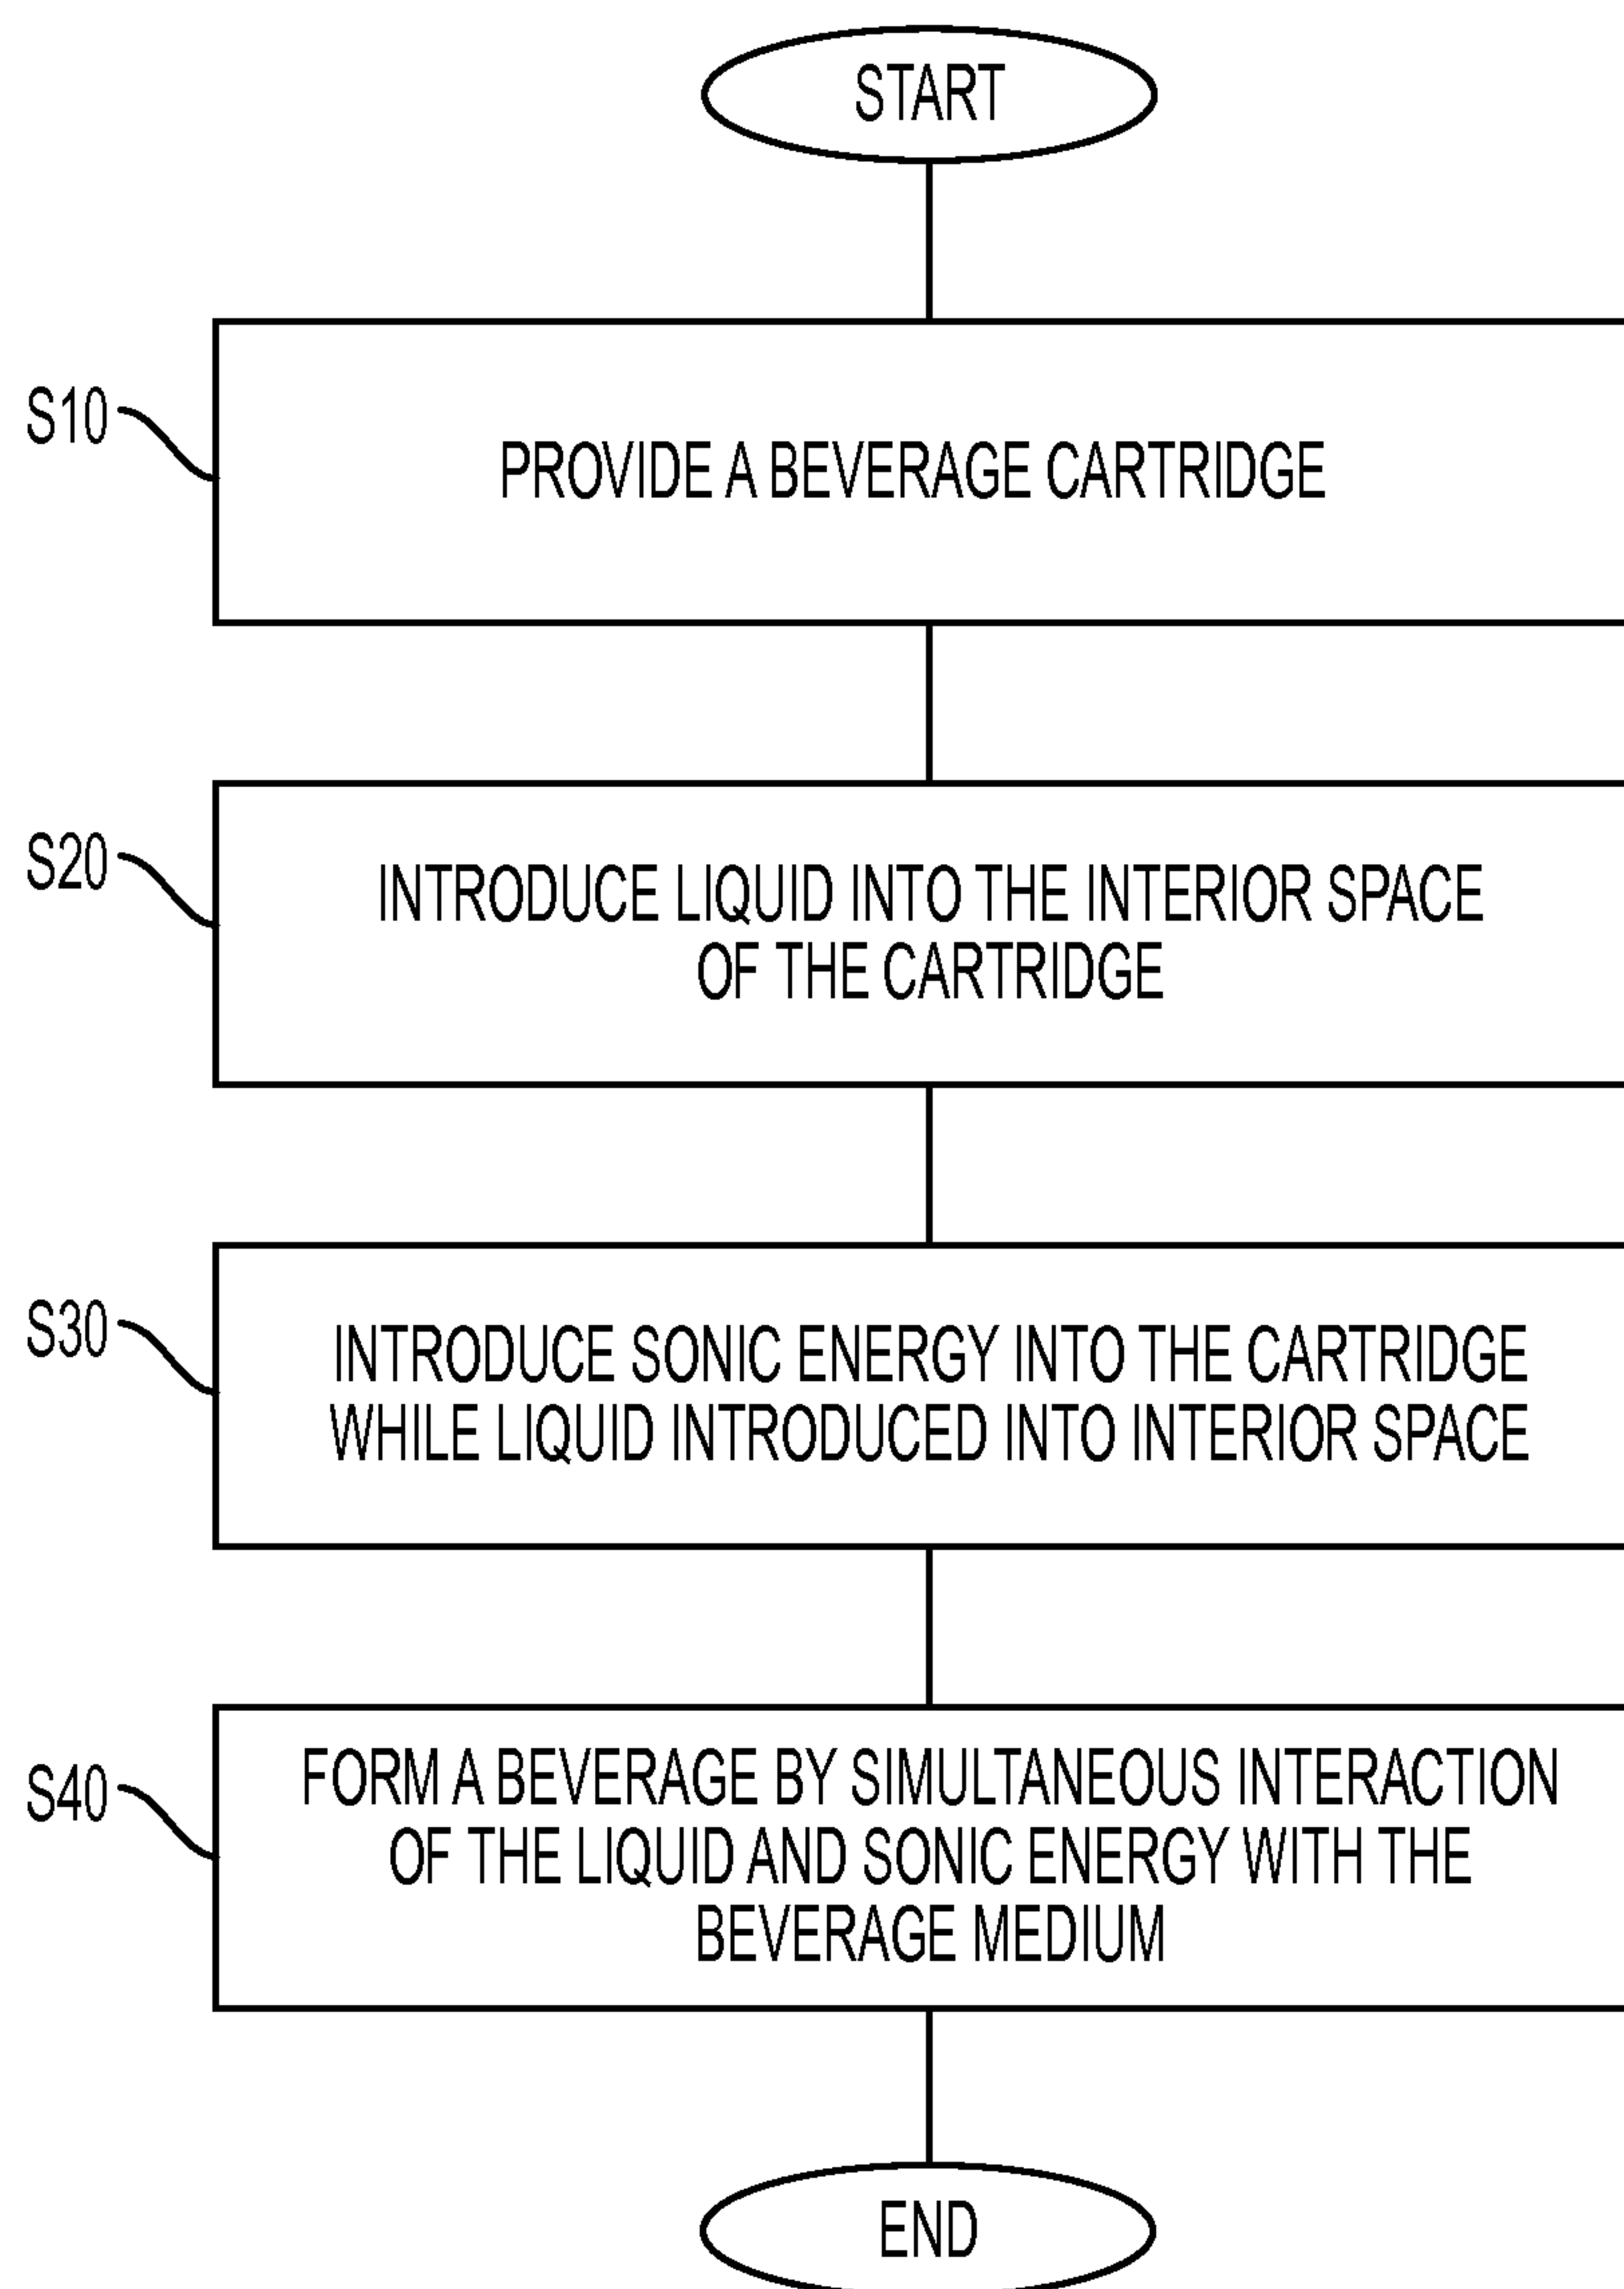 START
S10
PROVIDE A BEVERAGE CARTRIDGE
S20
INTRODUCE LIQUID INTO THE INTERIOR SPACE
OF THE CARTRIDGE
S30
INTRODUCE SONIC ENERGY INTO THE CARTRIDGE
WHILE LIQUID INTRODUCED INTO INTERIOR SPACE
S40
FORM A BEVERAGE BY SIMULTANEOUS INTERACTION
OF THE LIQUID AND SONIC ENERGY WITH THE
BEVERAGE MEDIUM
END